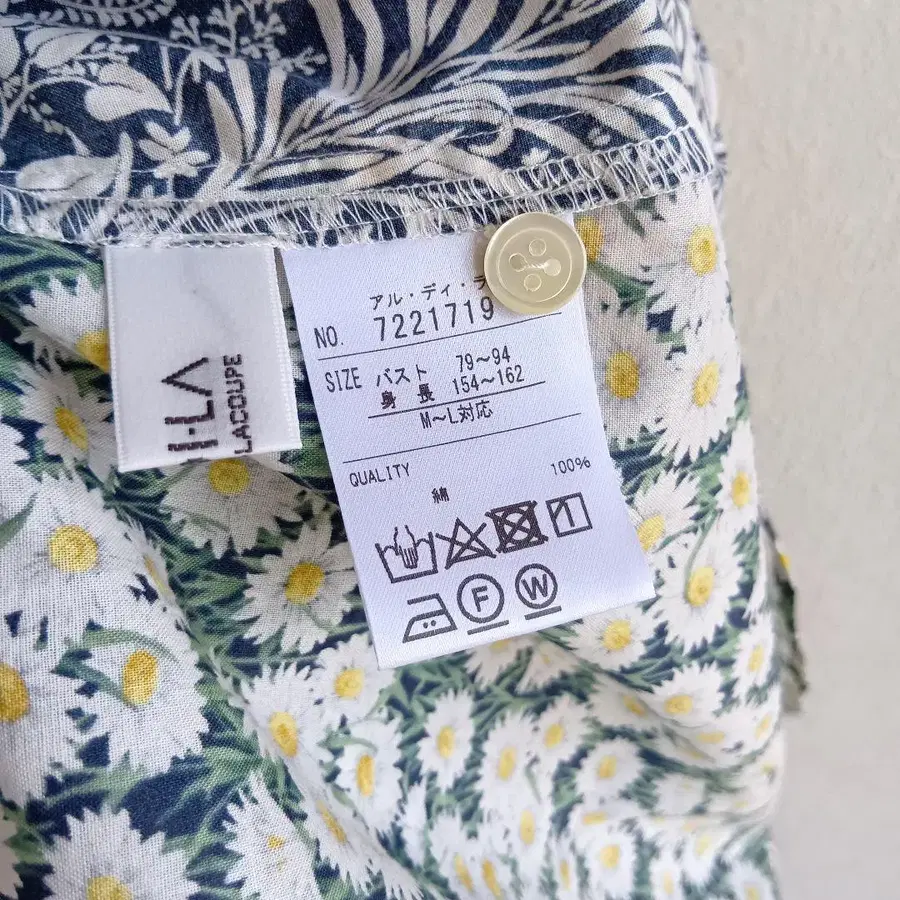 I・LA
LACOUPE
アル・ディ・ラ
NO. 7221719
SIZE バスト 79～94
身長 154～162
M～L対応
QUALITY 100%
綿
F W